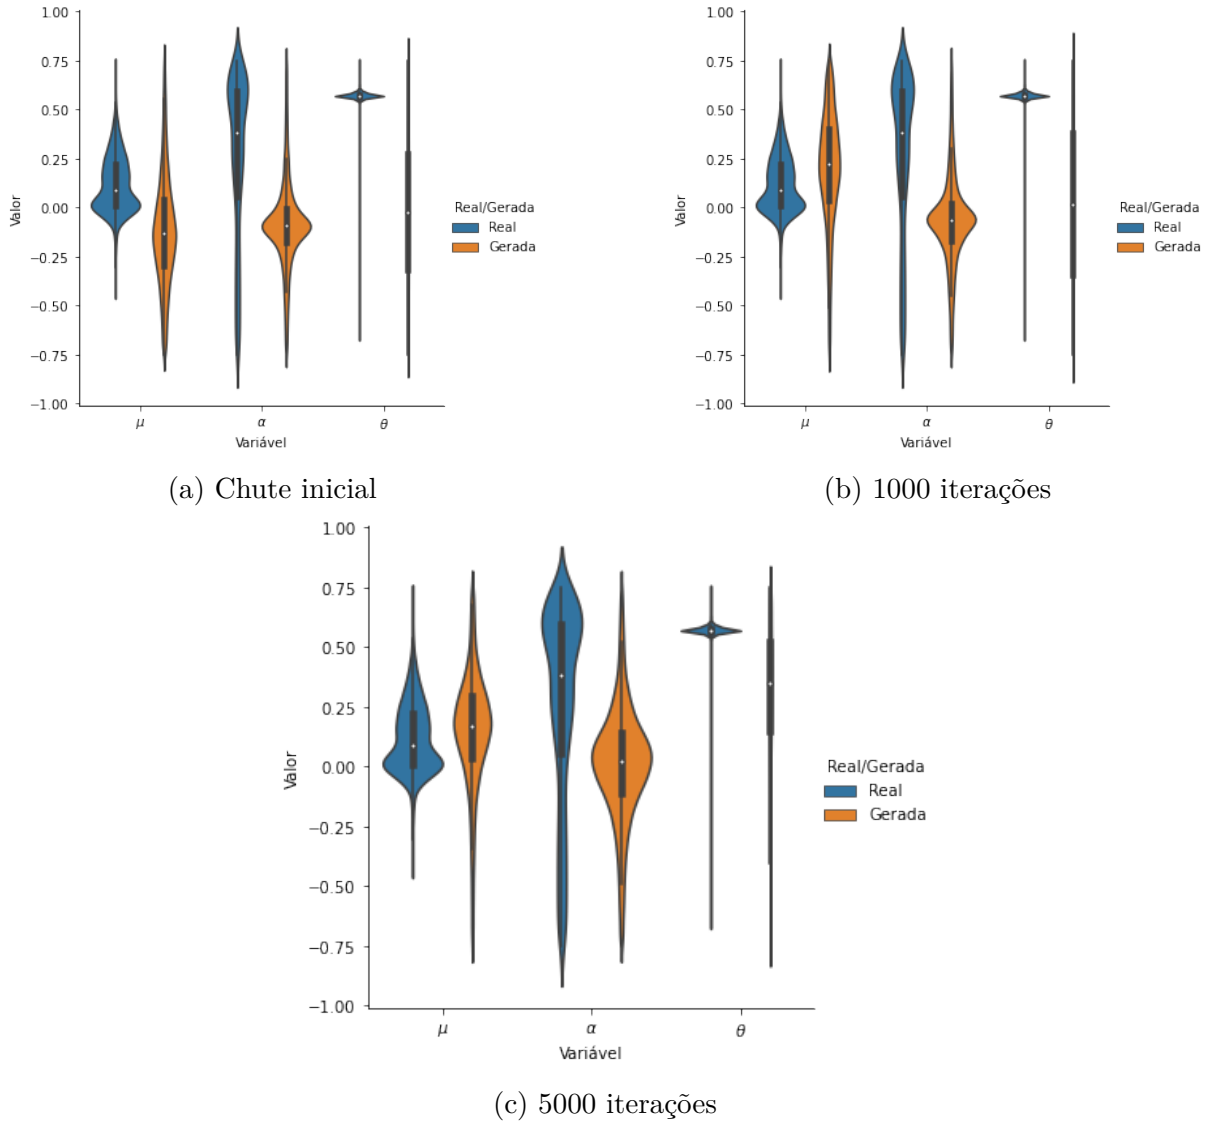 1.00
0.75
0.50
0.25
0.00
−0.25
−0.50
−0.75
−1.00
Valor
μ α θ
Variável
Real/Gerada
Real
Gerada
(a) Chute inicial
1.00
0.75
0.50
0.25
0.00
−0.25
−0.50
−0.75
−1.00
Valor
μ α θ
Variável
Real/Gerada
Real
Gerada
(b) 1000 iterações
1.00
0.75
0.50
0.25
0.00
−0.25
−0.50
−0.75
−1.00
Valor
μ α θ
Variável
Real/Gerada
Real
Gerada
(c) 5000 iterações